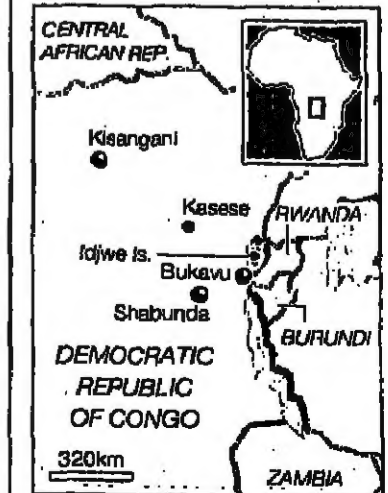 CENTRAL
AFRICAN REP.
Kisangani
Kasese
RWANDA
Idjwe Is.
Bukavu
Shabunda
BURUNDI
DEMOCRATIC
REPUBLIC
OF CONGO
320km
ZAMBIA